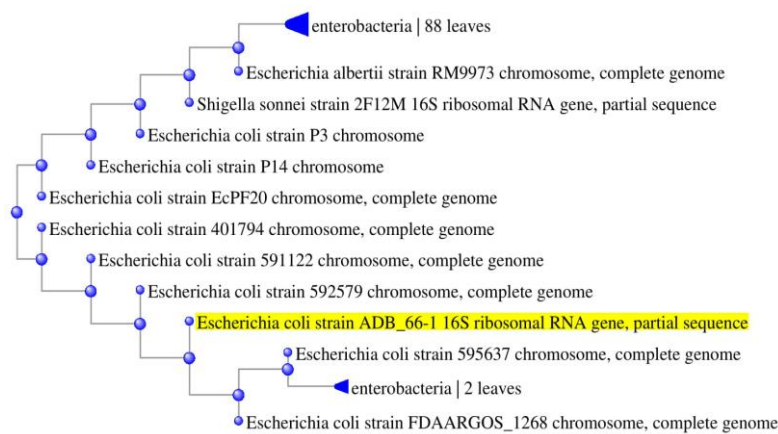 enterobacteria | 88 leaves
Escherichia albertii strain RM9973 chromosome, complete genome
Shigella sonnei strain 2F12M 16S ribosomal RNA gene, partial sequence
Escherichia coli strain P3 chromosome
Escherichia coli strain P14 chromosome
Escherichia coli strain EcPF20 chromosome, complete genome
Escherichia coli strain 401794 chromosome, complete genome
Escherichia coli strain 591122 chromosome, complete genome
Escherichia coli strain 592579 chromosome, complete genome
Escherichia coli strain ADB_66-1 16S ribosomal RNA gene, partial sequence
Escherichia coli strain 595637 chromosome, complete genome
enterobacteria | 2 leaves
Escherichia coli strain FDAARGOS_1268 chromosome, complete genome